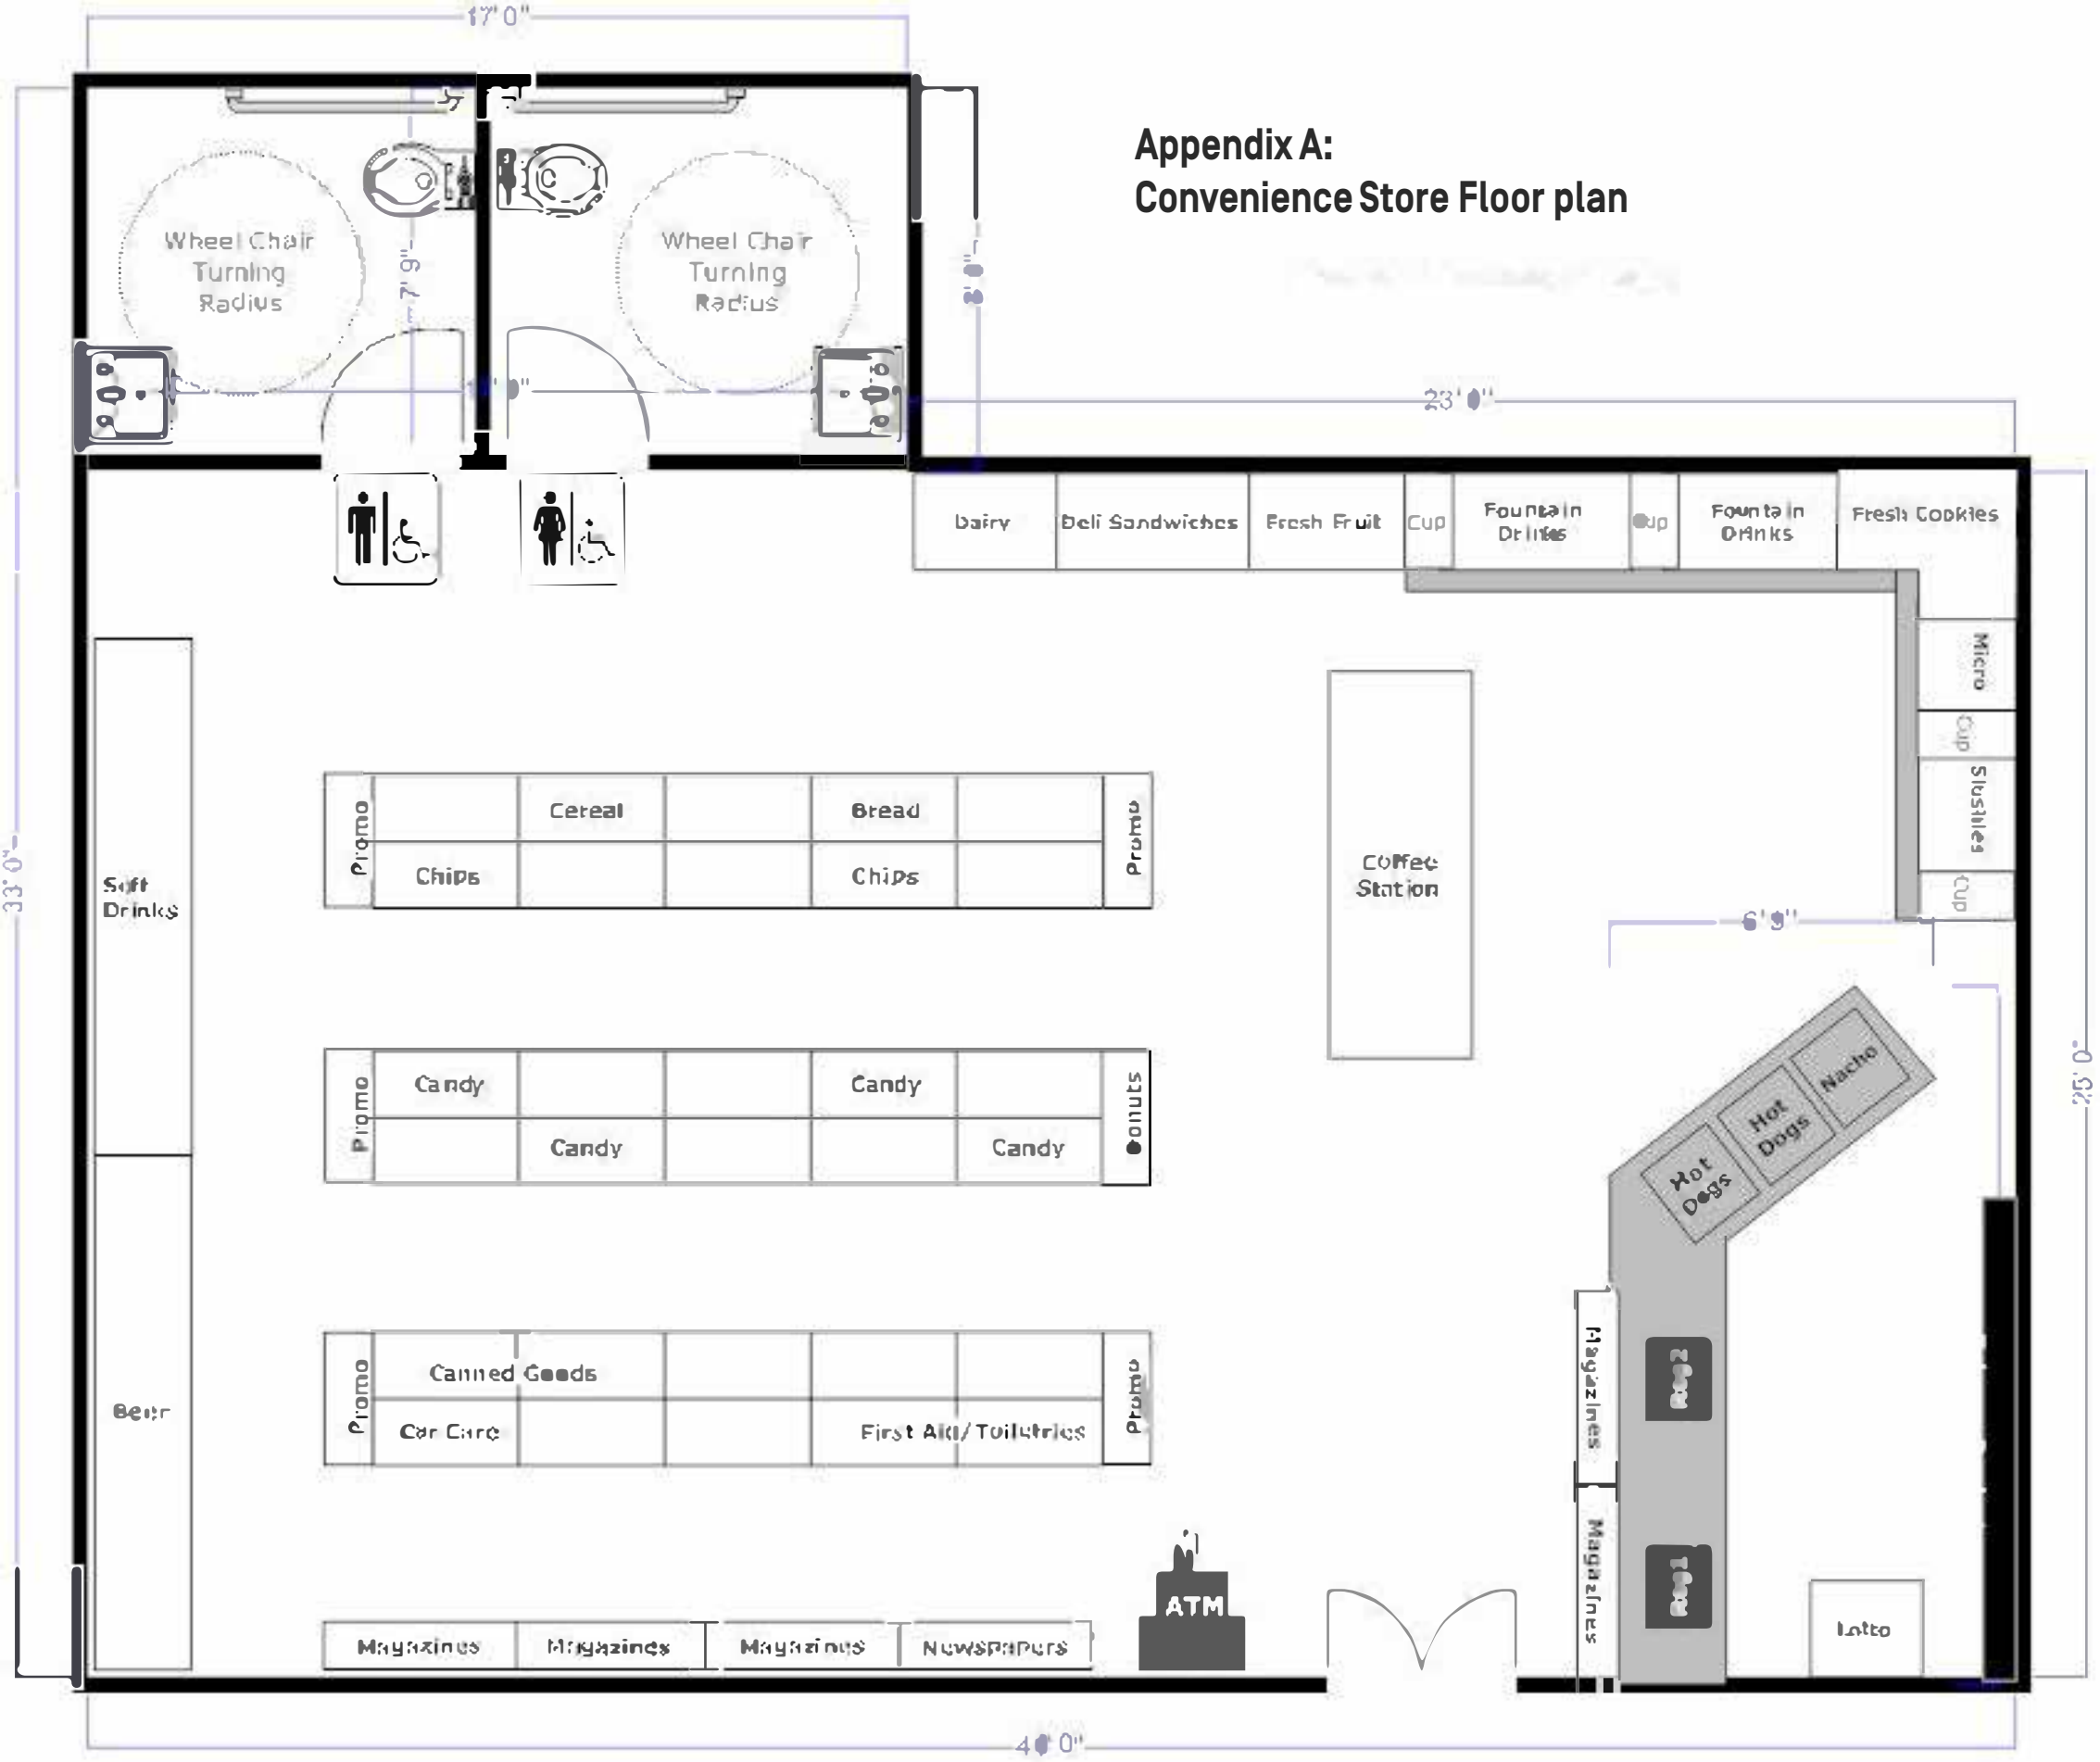 17'0"
Appendix A:
Convenience Store Floor plan
Wheel Chair
Turning
Radius
Wheel Chair
Turning
Radius
7' 9"
8' 0"
23' 0"
Dairy
Deli Sandwiches
Fresh Fruit
Cup
Fountain
Drinks
Cup
Fountain
Drinks
Fresh Cookies
Micro
Cup
Slushies
Cup
Soft
Drinks
33' 0"
Promo
Cereal
Bread
Promo
Chips
Chips
Coffee
Station
6' 9"
Promo
Candy
Candy
Donuts
Candy
Candy
Nacho
Hot
Dogs
Hot
Dogs
25' 0"
Promo
Canned Goods
Promo
Car Care
First Aid/Toiletries
Beer
Magazines
Magazines
ATM
Lotto
Magazines
Magazines
Magazines
Newspapers
40' 0"